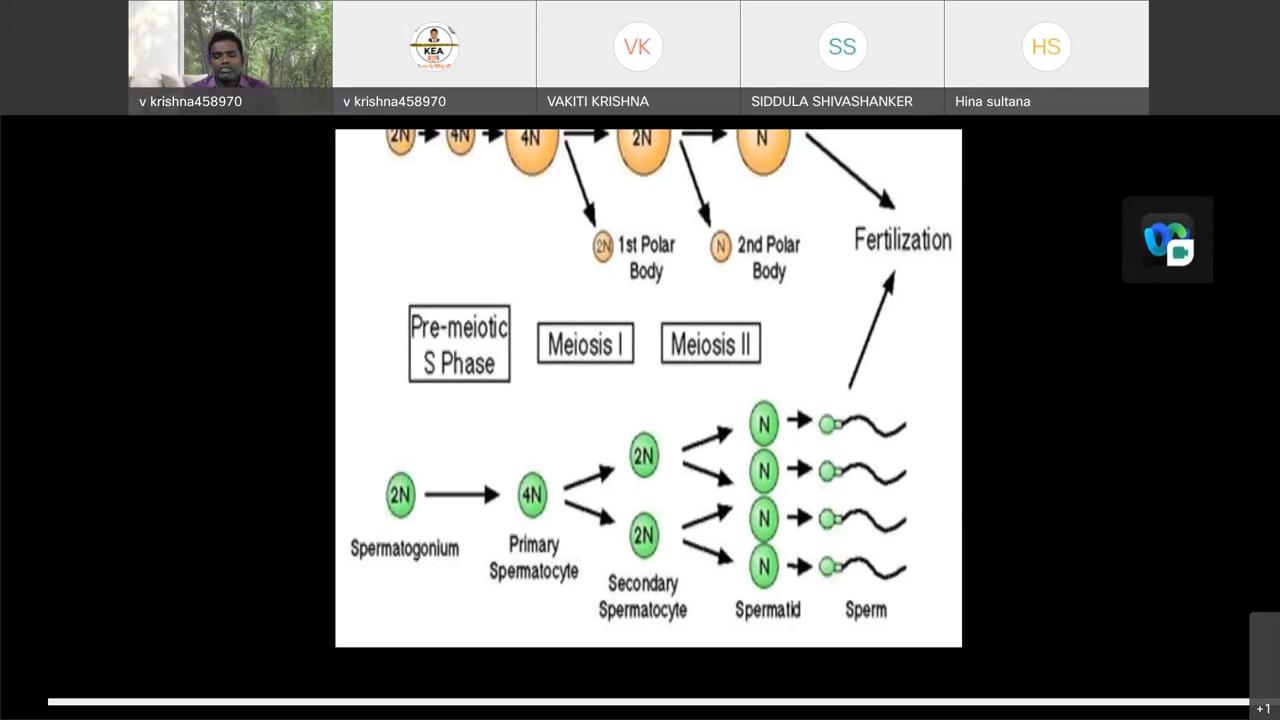 KEA
VK
SS
HS
v krishna458970
v krishna458970
VAKITI KRISHNA
SIDDULA SHIVASHANKER
Hina sultana
2N
4N
4N
2N
N
2N
1st Polar
Body
N
2nd Polar
Body
Fertilization
Pre-meiotic
S Phase
Meiosis I
Meiosis II
2N
Spermatogonium
4N
Primary
Spermatocyte
2N
2N
Secondary
Spermatocyte
N
N
N
N
Spermatid
Sperm
+1